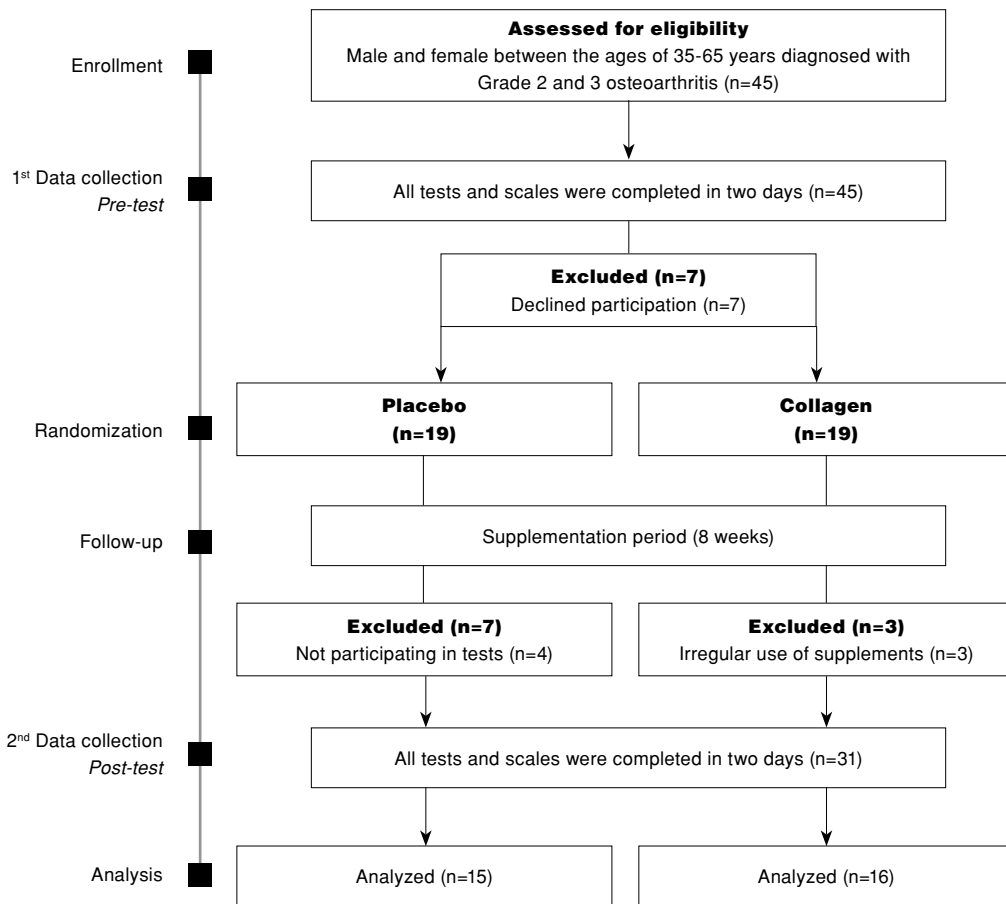 Enrollment
Assessed for eligibility
Male and female between the ages of 35-65 years diagnosed with
Grade 2 and 3 osteoarthritis (n=45)
1st Data collection
Pre-test
All tests and scales were completed in two days (n=45)
Excluded (n=7)
Declined participation (n=7)
Randomization
Placebo
(n=19)
Collagen
(n=19)
Follow-up
Supplementation period (8 weeks)
Excluded (n=7)
Not participating in tests (n=4)
Excluded (n=3)
Irregular use of supplements (n=3)
2nd Data collection
Post-test
All tests and scales were completed in two days (n=31)
Analysis
Analyzed (n=15)
Analyzed (n=16)